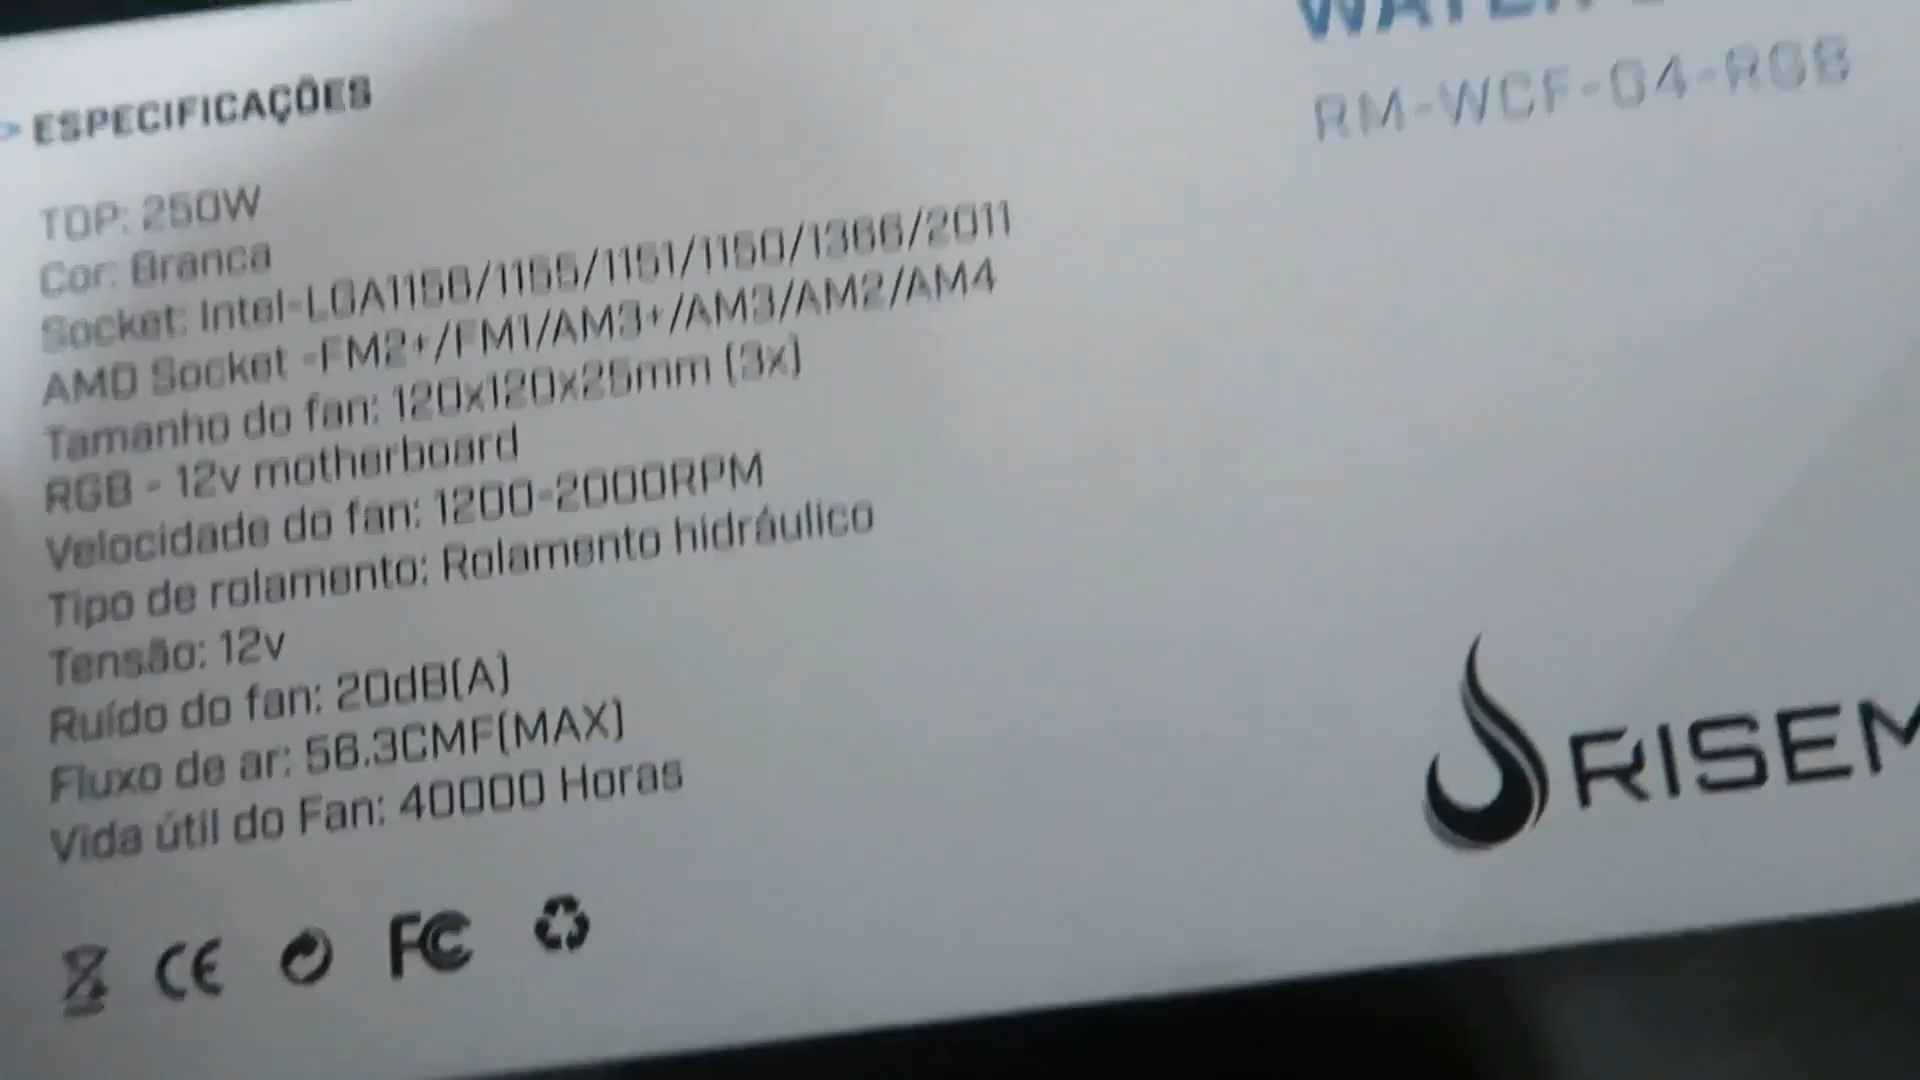 ESPECIFICAÇÕES
TDP: 250W
Cor: Branca
Socket: Intel-LGA1156/1155/1151/1150/1366/2011
AMD Socket -FM2+/FM1/AM3+/AM3/AM2/AM4
Tamanho do fan: 120x120x25mm (3x)
RGB - 12v motherboard
Velocidade do fan: 1200-2000RPM
Tipo de rolamento: Rolamento hidráulico
Tensão: 12v
Ruído do fan: 20dB(A)
Fluxo de ar: 56.3CMF(MAX)
Vida útil do Fan: 40000 Horas
CE FC
WATER
RM-WCF-04-RGB
RISEM